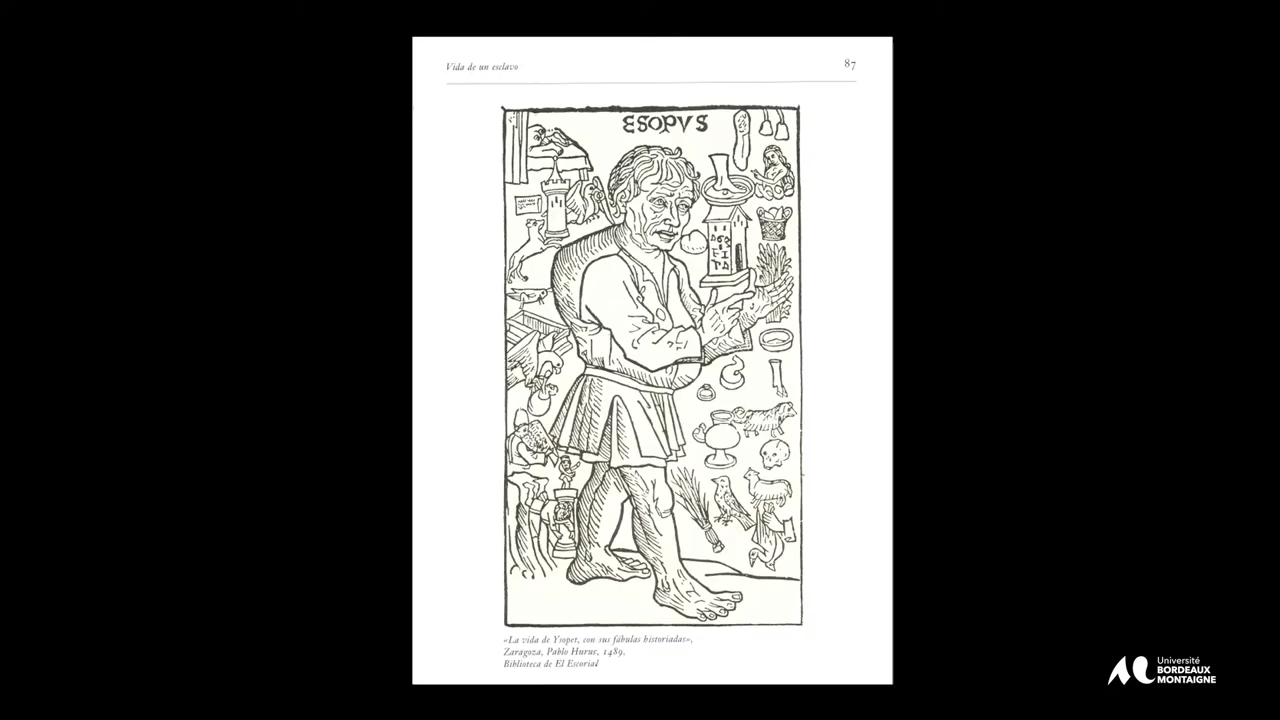 Vida de un esclavo
87
ESOPVS
«La vida de Ysopet, con sus fábulas historiadas»,
Zaragoza, Pablo Hurus, 1489.
Biblioteca de El Escorial
Université
BORDEAUX
MONTAIGNE